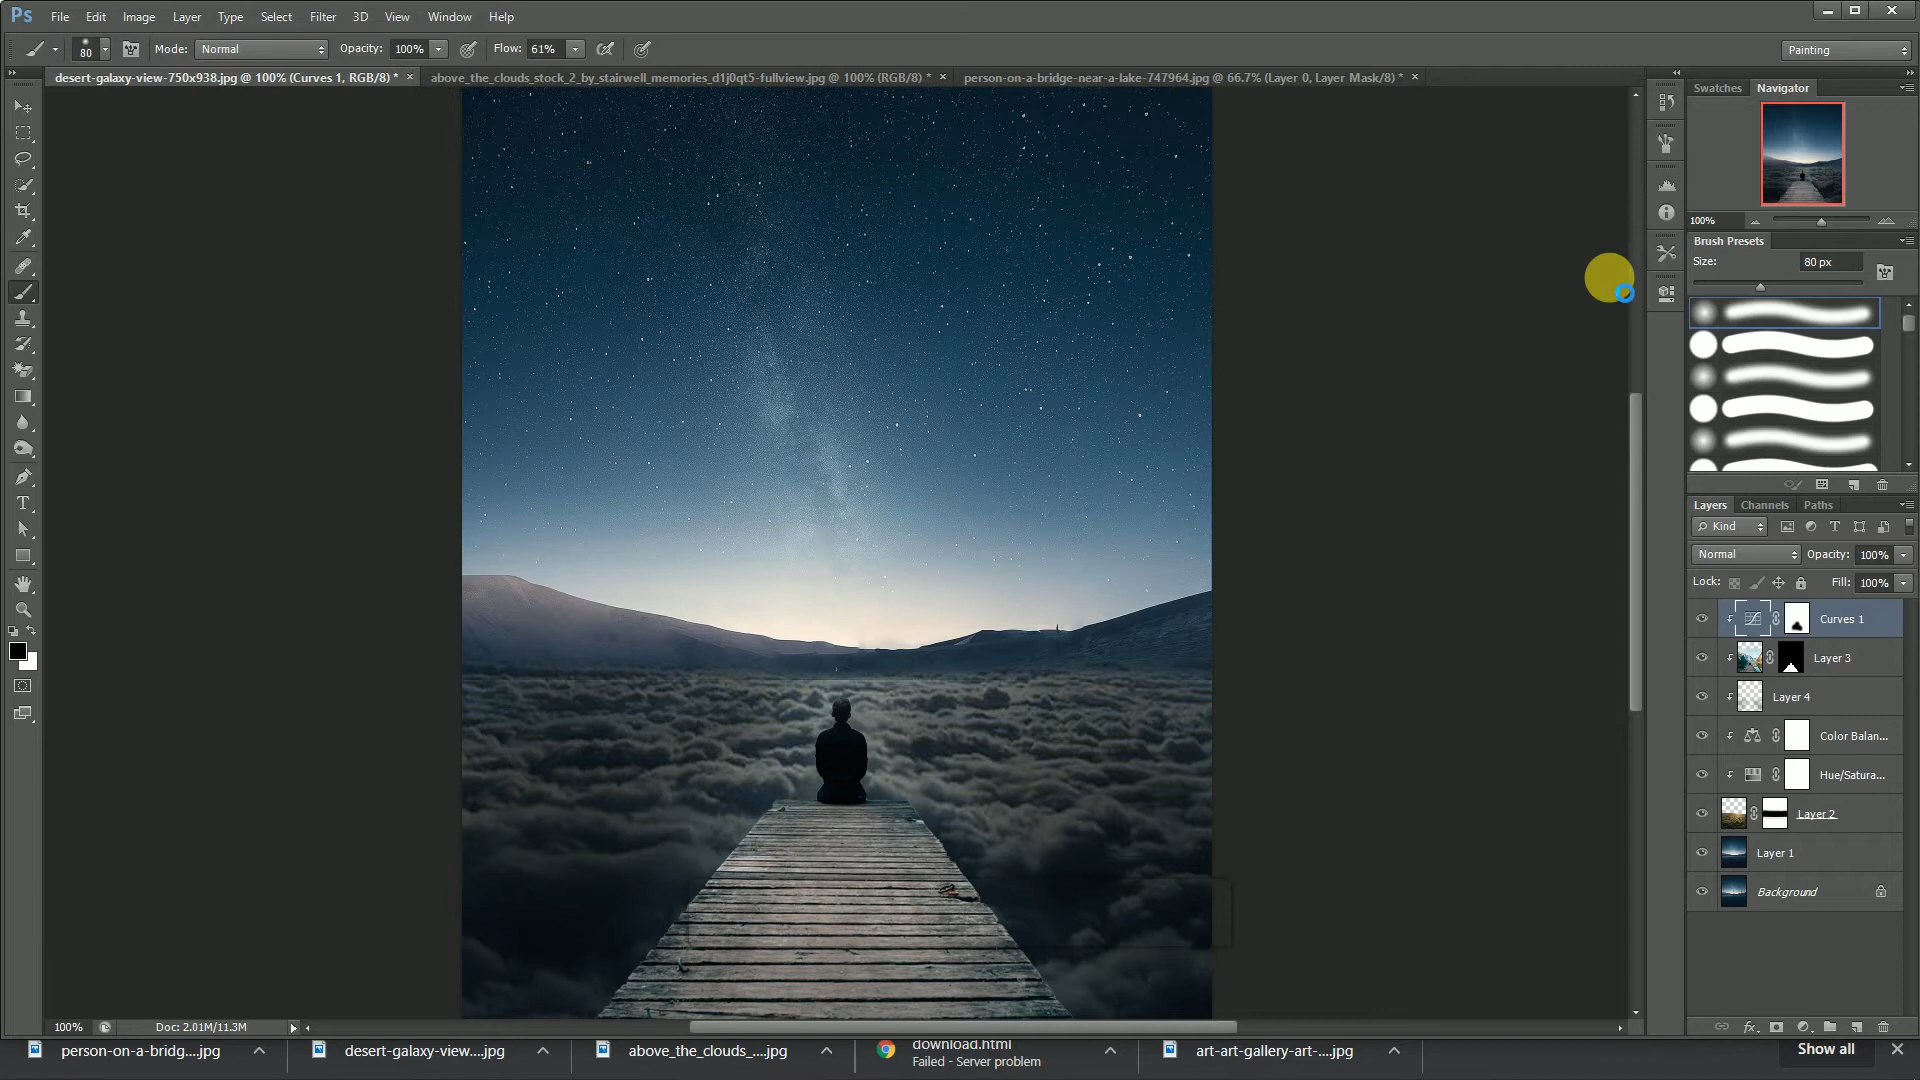 Ps File Edit Image Layer Type Select Filter 3D View Window Help
80 Mode: Normal Opacity: 100% Flow: 61% Painting
desert-galaxy-view-750x938.jpg @ 100% (Curves 1, RGB/8) * × above_the_clouds_stock_2_by_stairwell_memories_d1j0qt5-fullview.jpg @ 100% (RGB/8) * × person-on-a-bridge-near-a-lake-747964.jpg @ 66.7% (Layer 0, Layer Mask/8) * ×
Swatches Navigator
100%
Brush Presets
Size: 80 px
Layers Channels Paths
Kind
Normal Opacity: 100%
Lock: Fill: 100%
Curves 1
Layer 3
Layer 4
Color Balan...
Hue/Satura...
Layer 2
Layer 1
Background
100% Doc: 2.01M/11.3M
person-on-a-bridg....jpg
desert-galaxy-view....jpg
above_the_clouds_....jpg
download.html
Failed - Server problem
art-art-gallery-art-....jpg
Show all